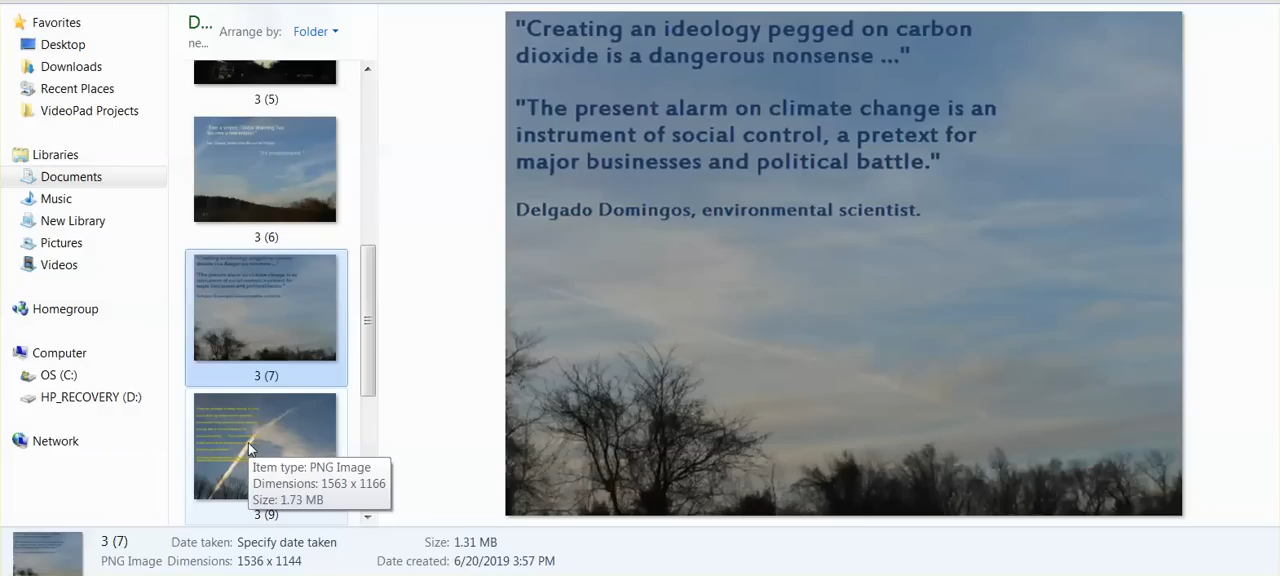 Favorites
Desktop
Downloads
Recent Places
VideoPad Projects
Libraries
Documents
Music
New Library
Pictures
Videos
Homegroup
Computer
OS (C:)
HP_RECOVERY (D:)
Network
D...
ne...
Arrange by: Folder
3 (5)
3 (6)
3 (7)
3 (9)
Item type: PNG Image
Dimensions: 1563 x 1166
Size: 1.73 MB
"Creating an ideology pegged on carbon
dioxide is a dangerous nonsense ..."
"The present alarm on climate change is an
instrument of social control, a pretext for
major businesses and political battle."
Delgado Domingos, environmental scientist.
3 (7) Date taken: Specify date taken Size: 1.31 MB
PNG Image Dimensions: 1536 x 1144 Date created: 6/20/2019 3:57 PM